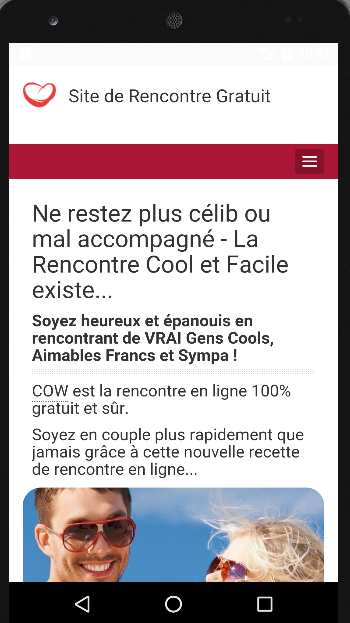 Site de Rencontre Gratuit
Ne restez plus célib ou
mal accompagné - La
Rencontre Cool et Facile
existe...
Soyez heureux et épanouis en
rencontrant de VRAI Gens Cools,
Aimables Francs et Sympa !
COW est la rencontre en ligne 100%
gratuit et sûr.
Soyez en couple plus rapidement que
jamais grâce à cette nouvelle recette
de rencontre en ligne...